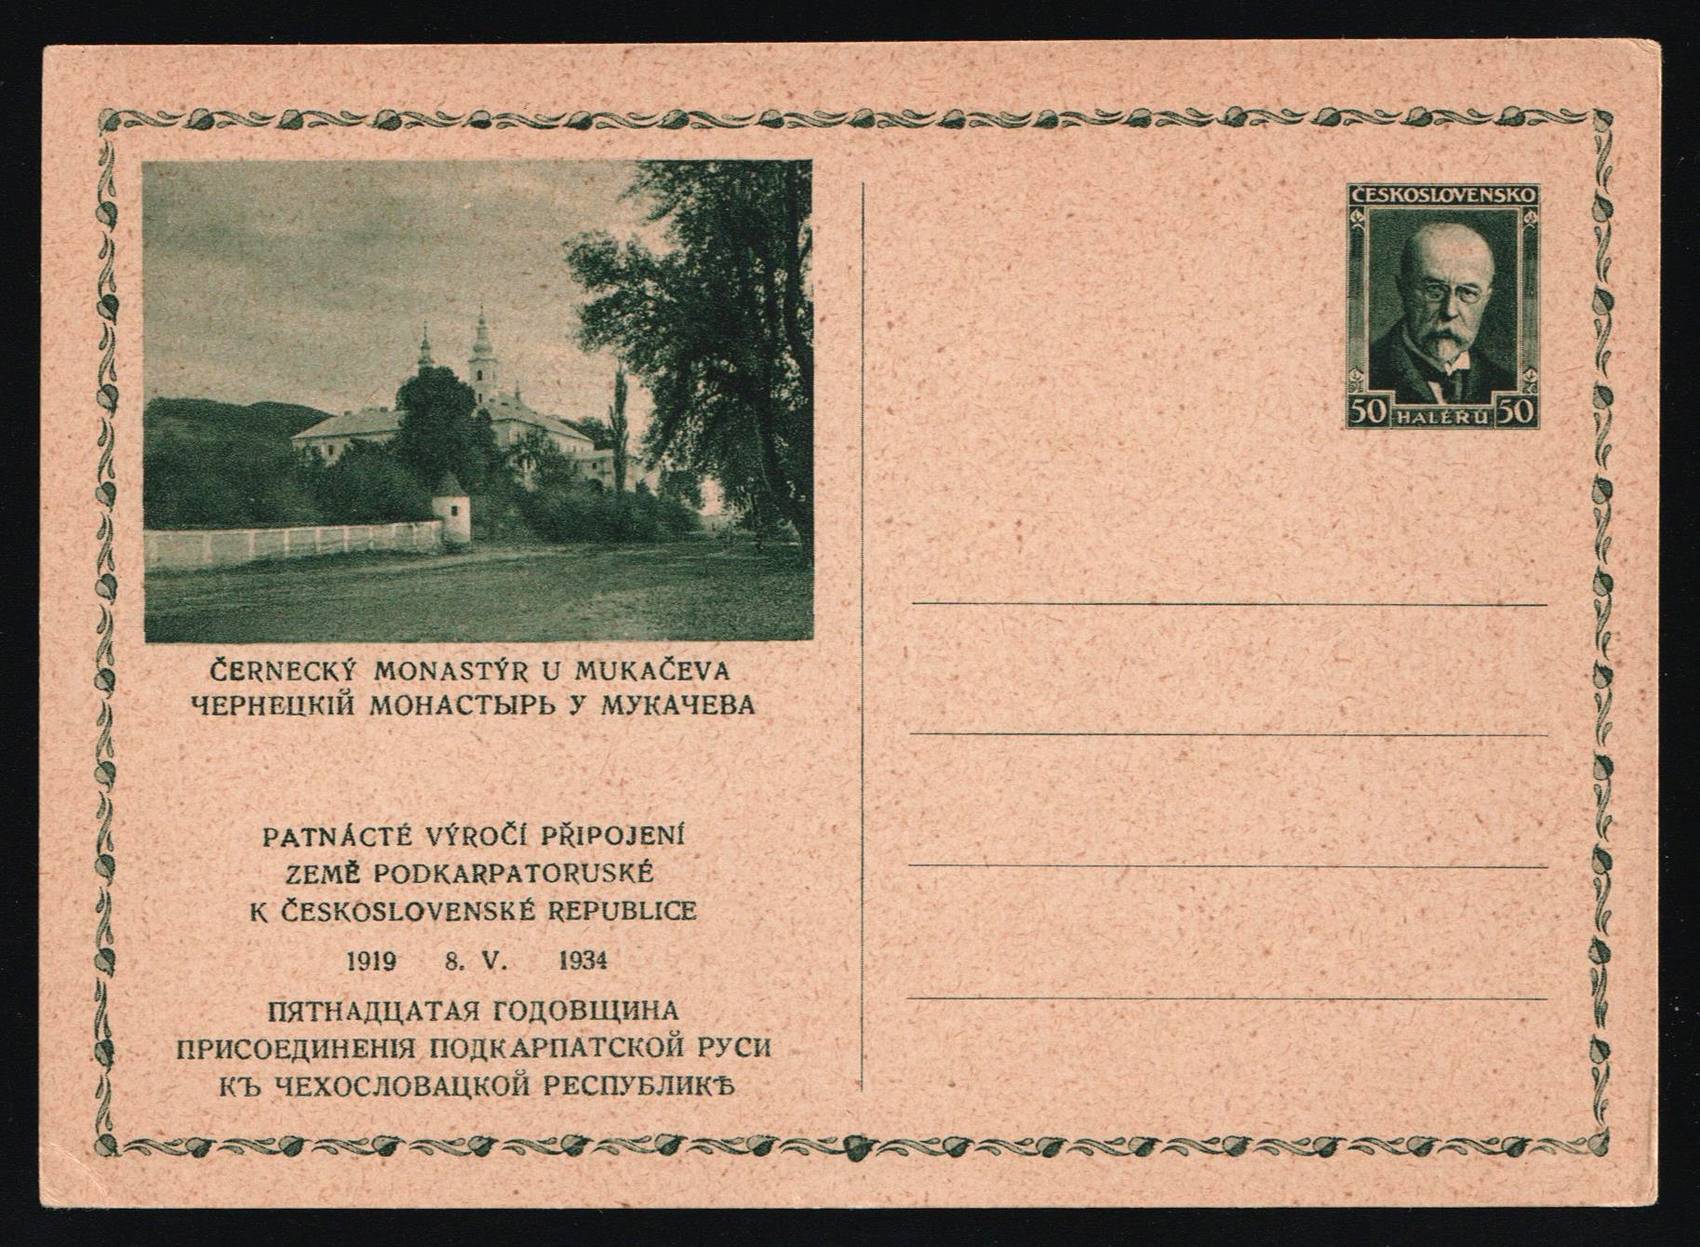 ČERNECKÝ MONASTÝR U MUKAČEVA
ЧЕРНЕЦКІЙ МОНАСТЫРЬ У МУКАЧЕВА
PATNÁCTÉ VÝROČÍ PŘIPOJENÍ
ZEMĚ PODKARPATORUSKÉ
K ČESKOSLOVENSKÉ REPUBLICE
1919 8. V. 1934
ПЯТНАДЦАТАЯ ГОДОВЩИНА
ПРИСОЕДИНЕНІЯ ПОДКАРПАТСКОЙ РУСИ
КЪ ЧЕХОСЛОВАЦКОЙ РЕСПУБЛИКѢ
ČESKOSLOVENSKO
50 HALÉŘŮ 50